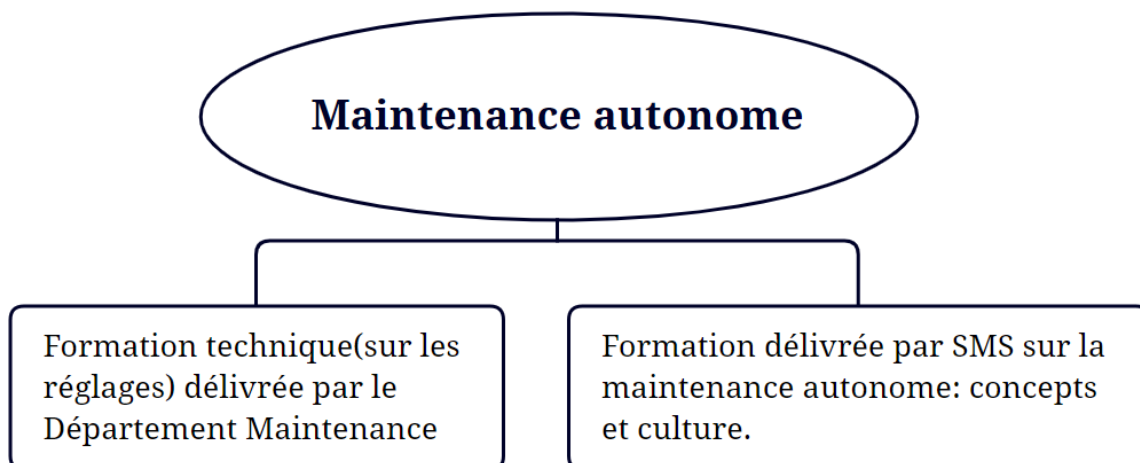 Maintenance autonome
Formation technique(sur les
réglages) délivrée par le
Département Maintenance
Formation délivrée par SMS sur la
maintenance autonome: concepts
et culture.